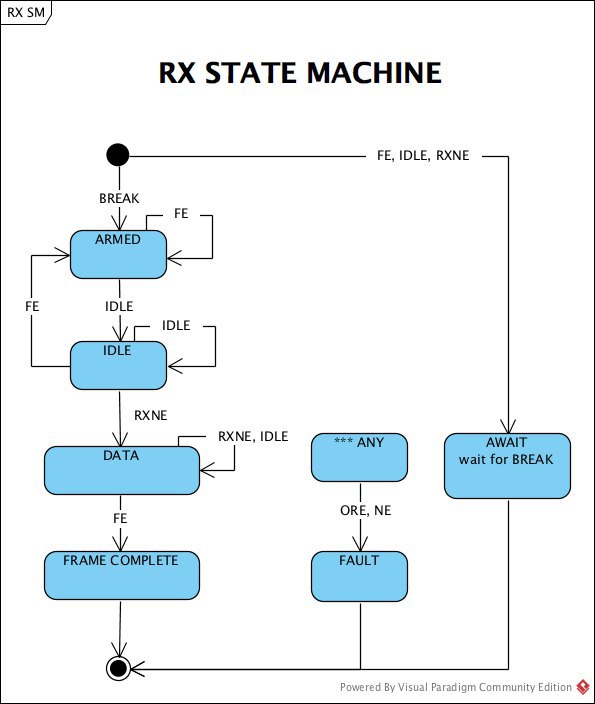 RX SM
RX STATE MACHINE
FE, IDLE, RXNE
BREAK
FE
ARMED
FE
IDLE
IDLE
IDLE
RXNE
RXNE, IDLE
DATA
*** ANY
AWAIT
wait for BREAK
FE
ORE, NE
FRAME COMPLETE
FAULT
Powered By Visual Paradigm Community Edition